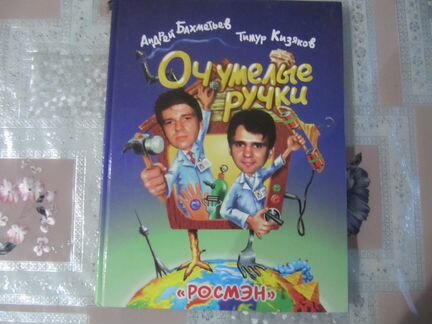 Андрей Бахметьев Тимур Кизяков
Очумелые
ручки
«РОСМЭН»